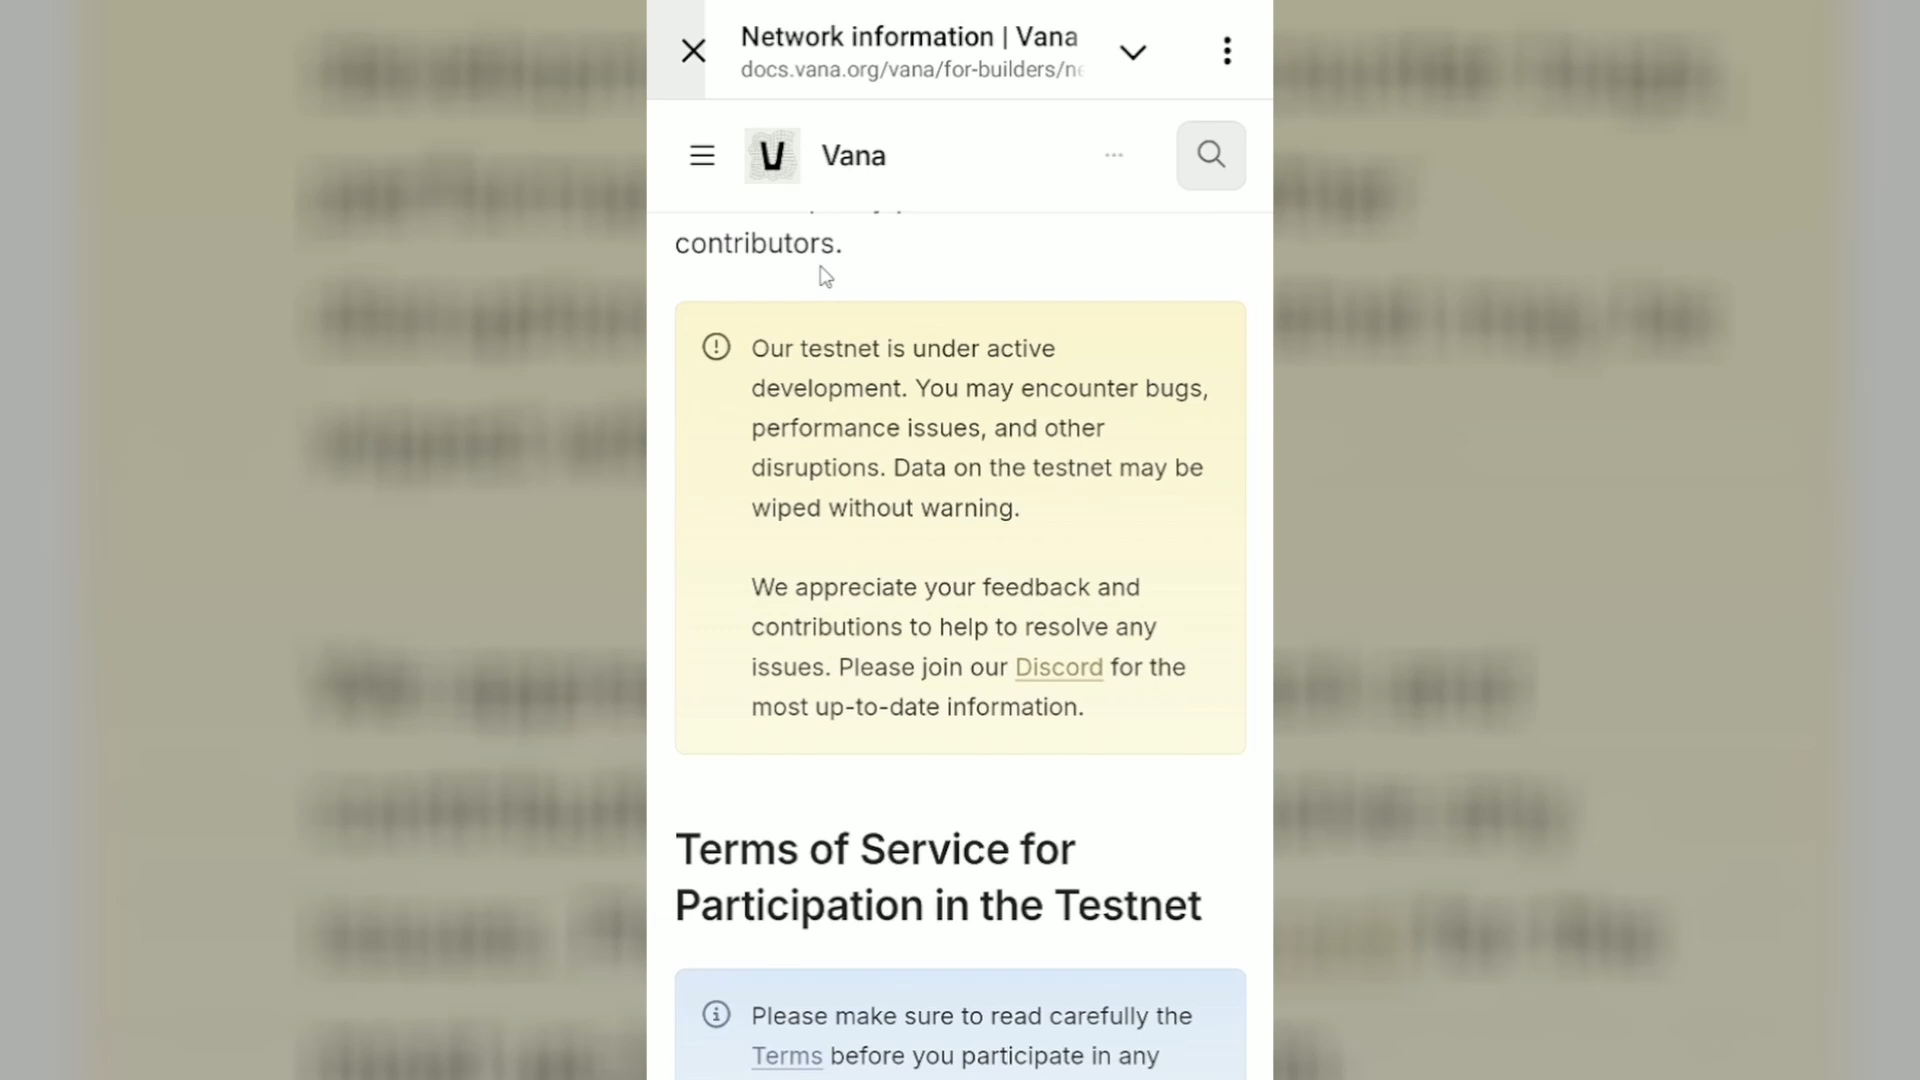 Network information | Vana
docs.vana.org/vana/for-builders/ne
Vana
contributors.
Our testnet is under active
development. You may encounter bugs,
performance issues, and other
disruptions. Data on the testnet may be
wiped without warning.
We appreciate your feedback and
contributions to help to resolve any
issues. Please join our Discord for the
most up-to-date information.
Terms of Service for
Participation in the Testnet
Please make sure to read carefully the
Terms before you participate in any